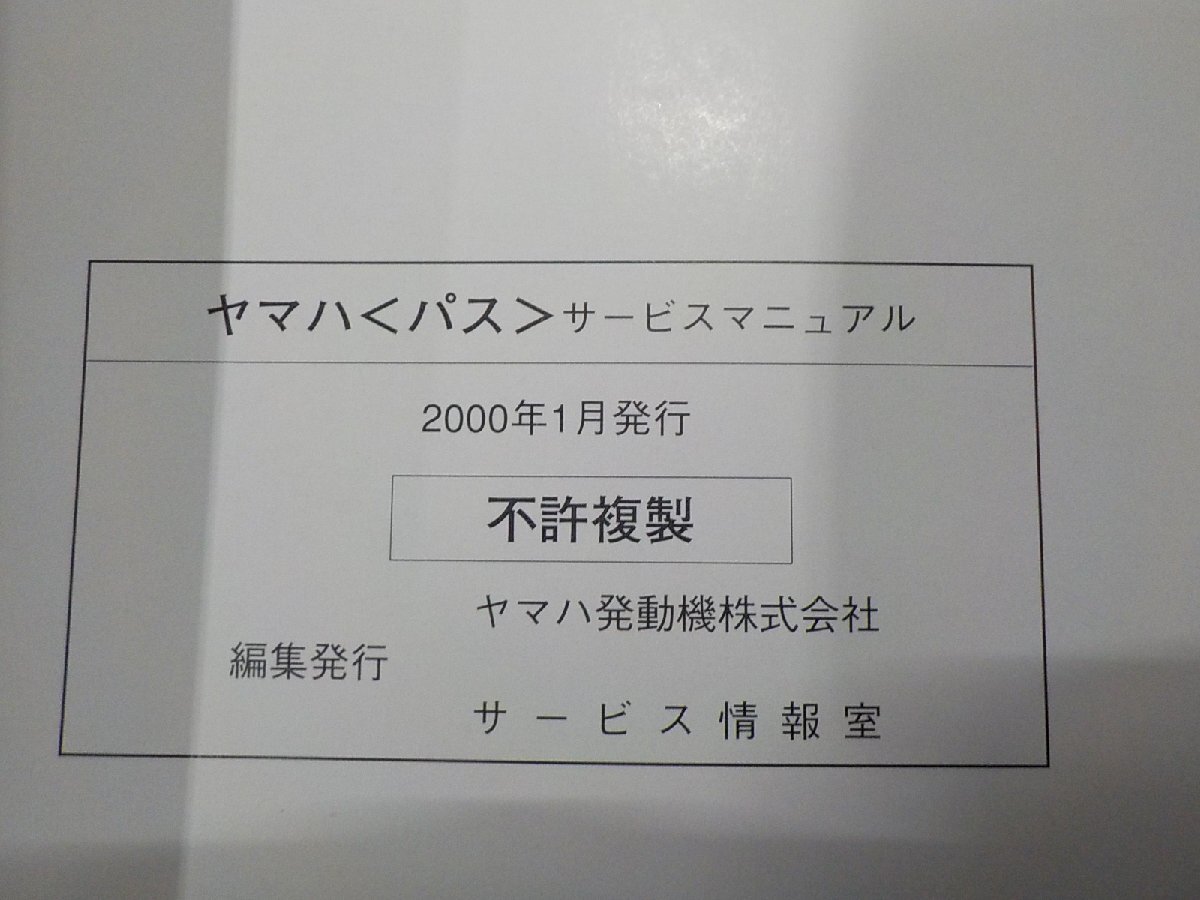 ヤマハ<パス>サービスマニュアル
2000年1月発行
不許複製
ヤマハ発動機株式会社
編集発行
サービス情報室